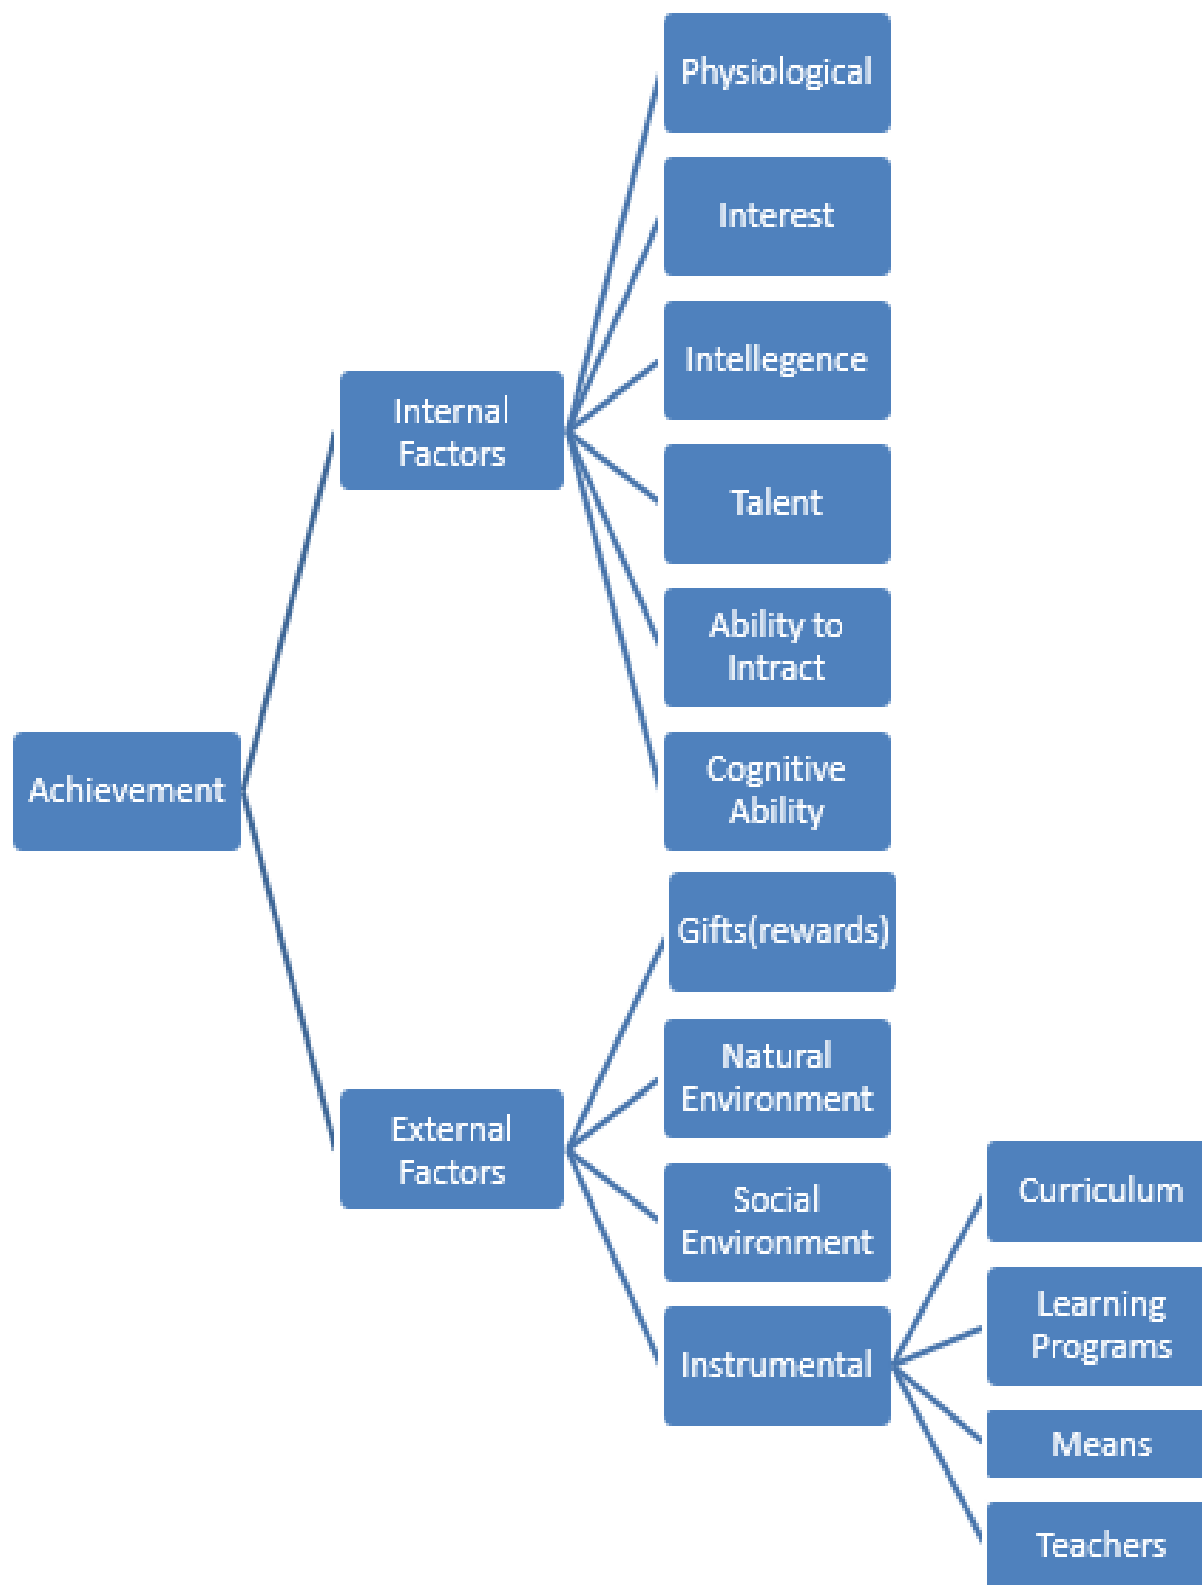 Physiological
Interest
Intellegence
Internal
Factors
Talent
Ability to
Intract
Achievement
Cognitive
Ability
Gifts(rewards)
Natural
Environment
External
Factors
Social
Environment
Curriculum
Learning
Programs
Instrumental
Means
Teachers